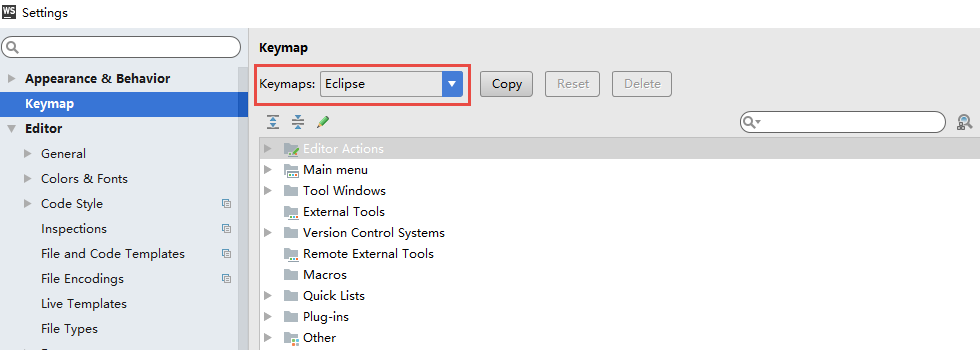 WS Settings
Appearance & Behavior
Keymap
Editor
General
Colors & Fonts
Code Style
Inspections
File and Code Templates
File Encodings
Live Templates
File Types
Keymap
Keymaps: Eclipse Copy Reset Delete
Editor Actions
Main menu
Tool Windows
External Tools
Version Control Systems
Remote External Tools
Macros
Quick Lists
Plug-ins
Other